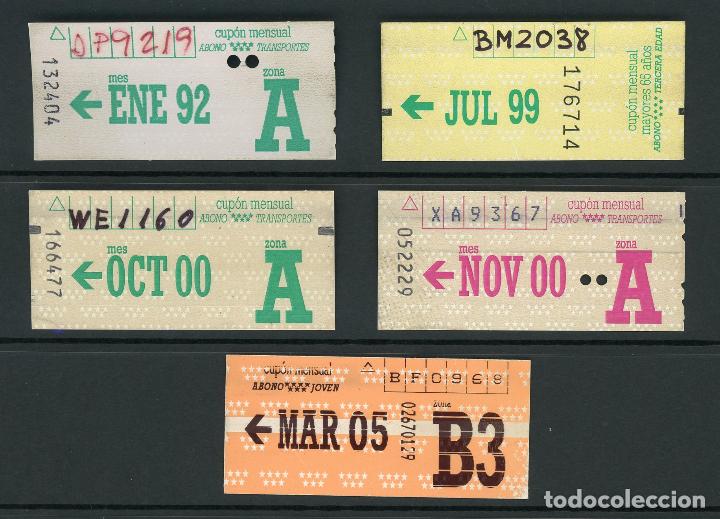 DP9219
cupón mensual
ABONO TRANSPORTES
132404
mes
zona
← ENE 92
A
BM2038
← JUL 99
176714
cupón mensual
mayores 65 años
ABONO TERCERA EDAD
WE1160
cupón mensual
ABONO TRANSPORTES
166477
mes
zona
← OCT 00
A
XA9367
cupón mensual
ABONO TRANSPORTES
052229
mes
zona
← NOV 00
A
cupón mensual
ABONO JOVEN
BF0968
← MAR 05
02670129
zona
B3
todocoleccion